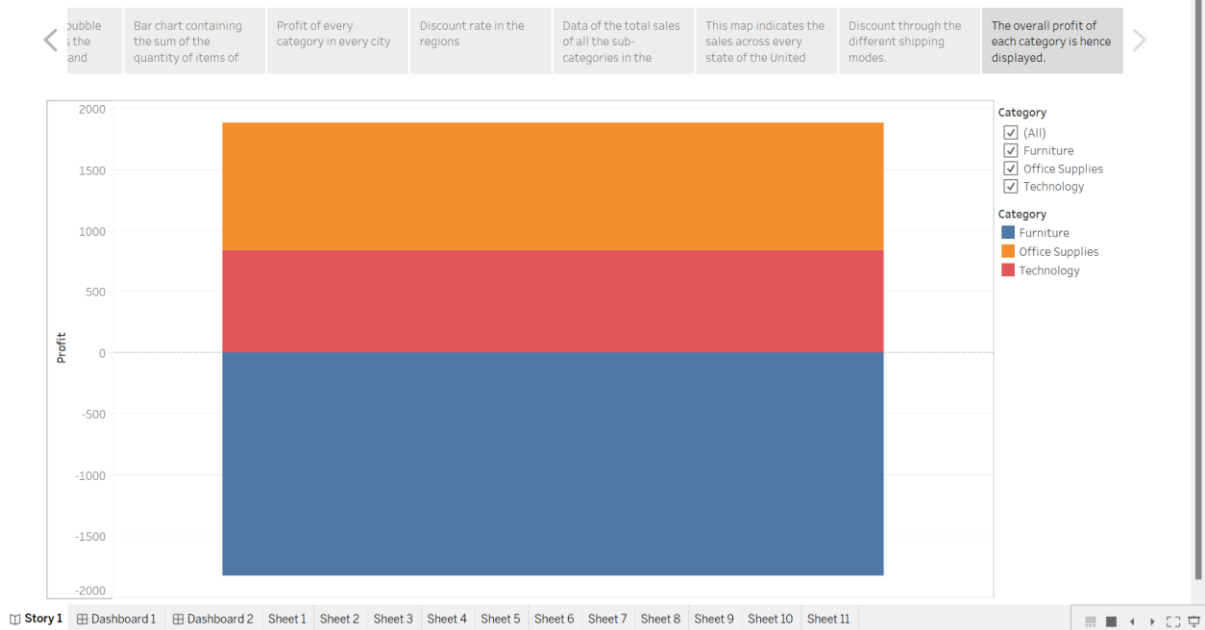 ubble
s the
and
Bar chart containing
the sum of the
quantity of items of
Profit of every
category in every city
Discount rate in the
regions
Data of the total sales
of all the sub-
categories in the
This map indicates the
sales across every
state of the United
Discount through the
different shipping
modes.
The overall profit of
each category is hence
displayed.
2000
1500
1000
500
0
-500
-1000
-1500
-2000
Profit
Category
(All)
Furniture
Office Supplies
Technology
Category
Furniture
Office Supplies
Technology
Story 1 Dashboard 1 Dashboard 2 Sheet 1 Sheet 2 Sheet 3 Sheet 4 Sheet 5 Sheet 6 Sheet 7 Sheet 8 Sheet 9 Sheet 10 Sheet 11